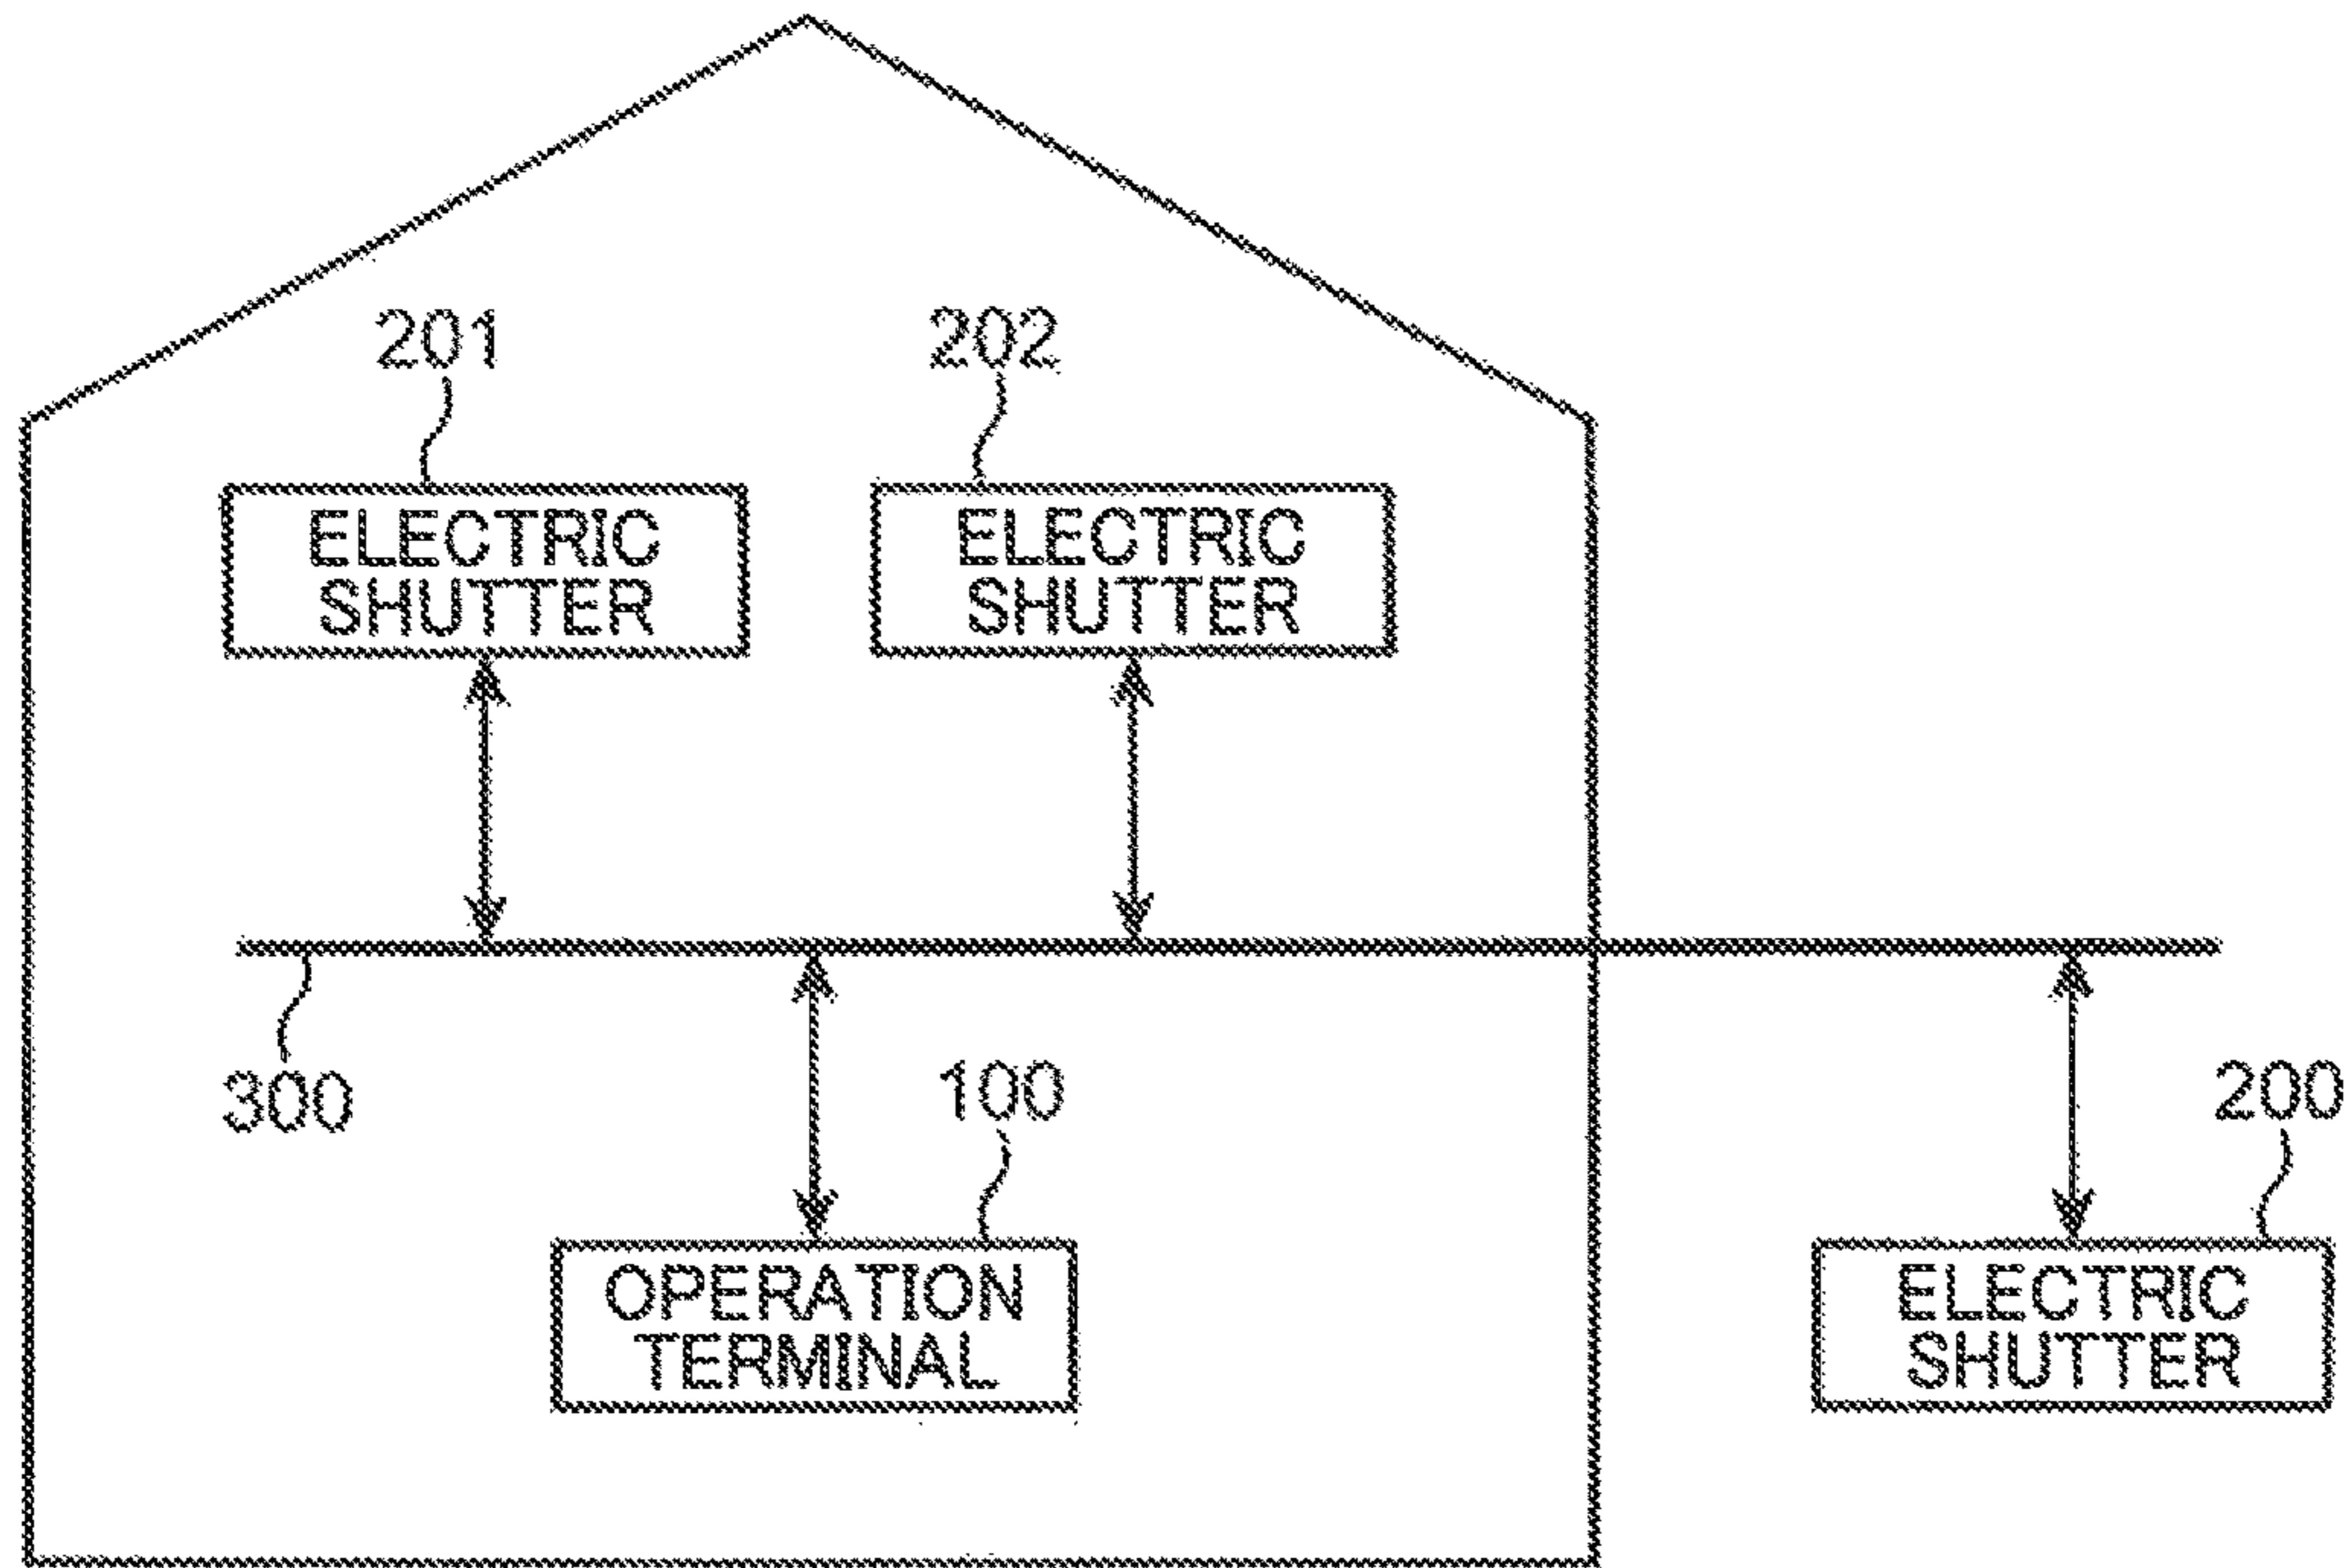 201
202
ELECTRIC
SHUTTER
ELECTRIC
SHUTTER
300
100
200
OPERATION
TERMINAL
ELECTRIC
SHUTTER